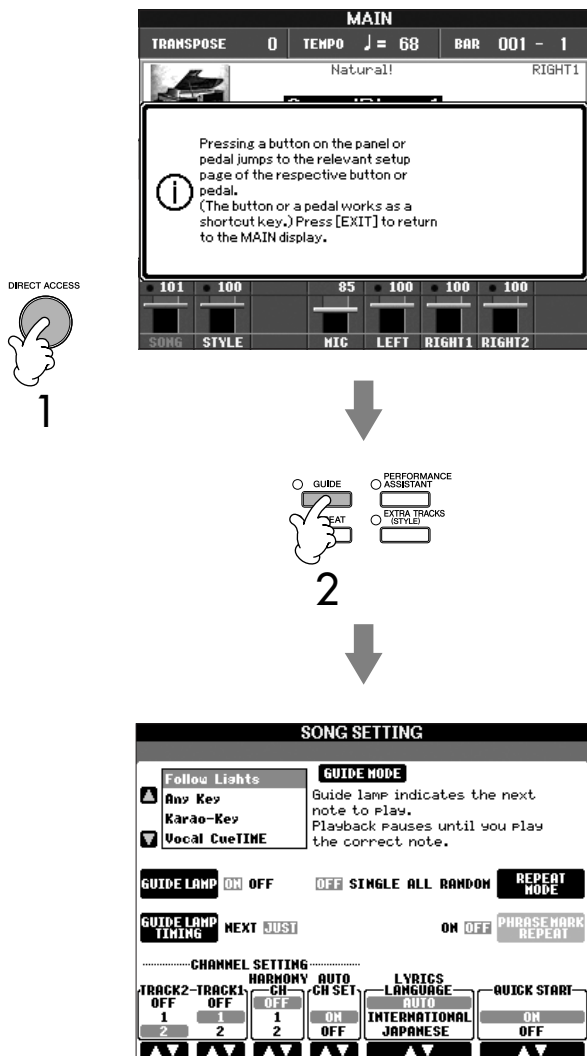 MAIN
TRANSPOSE 0 TEMPO ♩= 68 BAR 001 - 1
Natural! RIGHT1
Pressing a button on the panel or
pedal jumps to the relevant setup
page of the respective button or
pedal.
(The button or a pedal works as a
shortcut key.) Press [EXIT] to return
to the MAIN display.
101 100 85 100 100 100
SONG STYLE MIC LEFT RIGHT1 RIGHT2
DIRECT ACCESS
1
GUIDE
PERFORMANCE
ASSISTANT
EXTRA TRACKS
(STYLE)
2
SONG SETTING
Follow Lights
Any Key
Karao-Key
Vocal CueTIME
GUIDE MODE
Guide lamp indicates the next
note to play.
Playback pauses until you play
the correct note.
GUIDE LAMP ON OFF
OFF SINGLE ALL RANDOM REPEAT
MODE
GUIDE LAMP
TIMING NEXT JUST
ON OFF PHRASE MARK
REPEAT
CHANNEL SETTING
TRACK2 TRACK1 HARMONY
CH AUTO
CH SET LYRICS
LANGUAGE QUICK START
OFF OFF OFF AUTO
1 1 1 ON INTERNATIONAL ON
2 2 2 OFF JAPANESE OFF